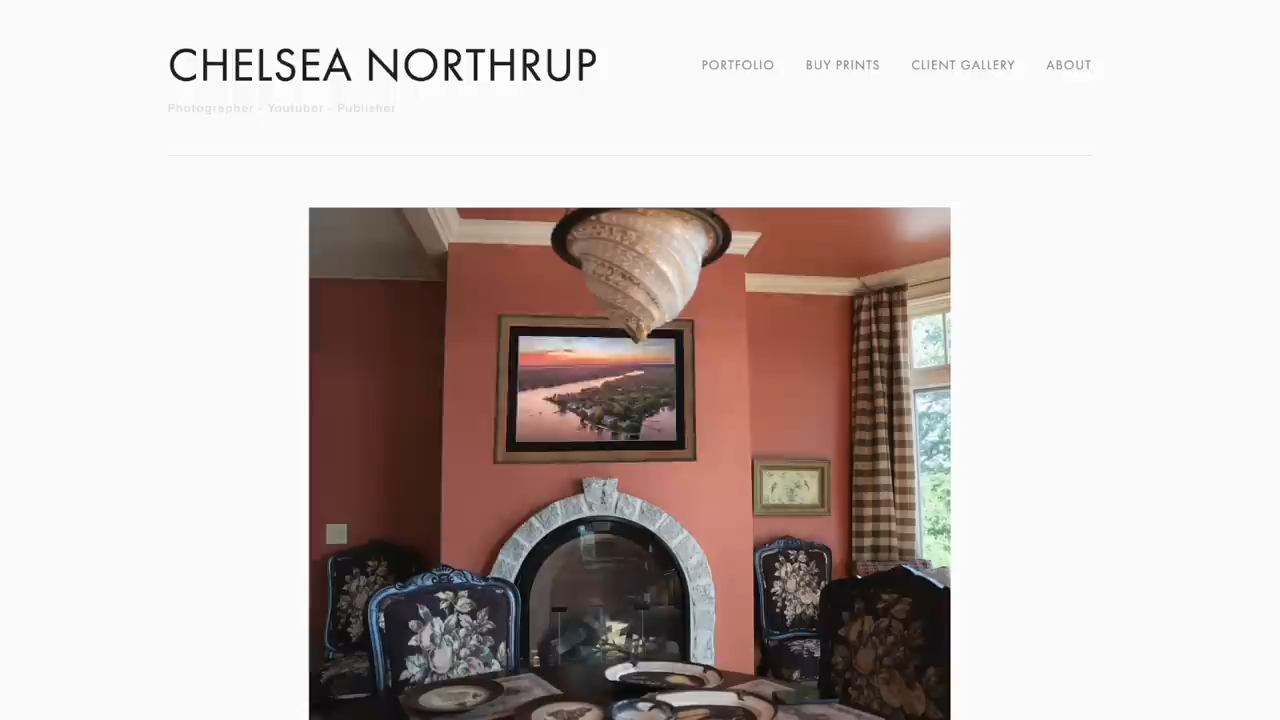 CHELSEA NORTHRUP
PORTFOLIO BUY PRINTS CLIENT GALLERY ABOUT
Photographer - Youtuber - Publisher